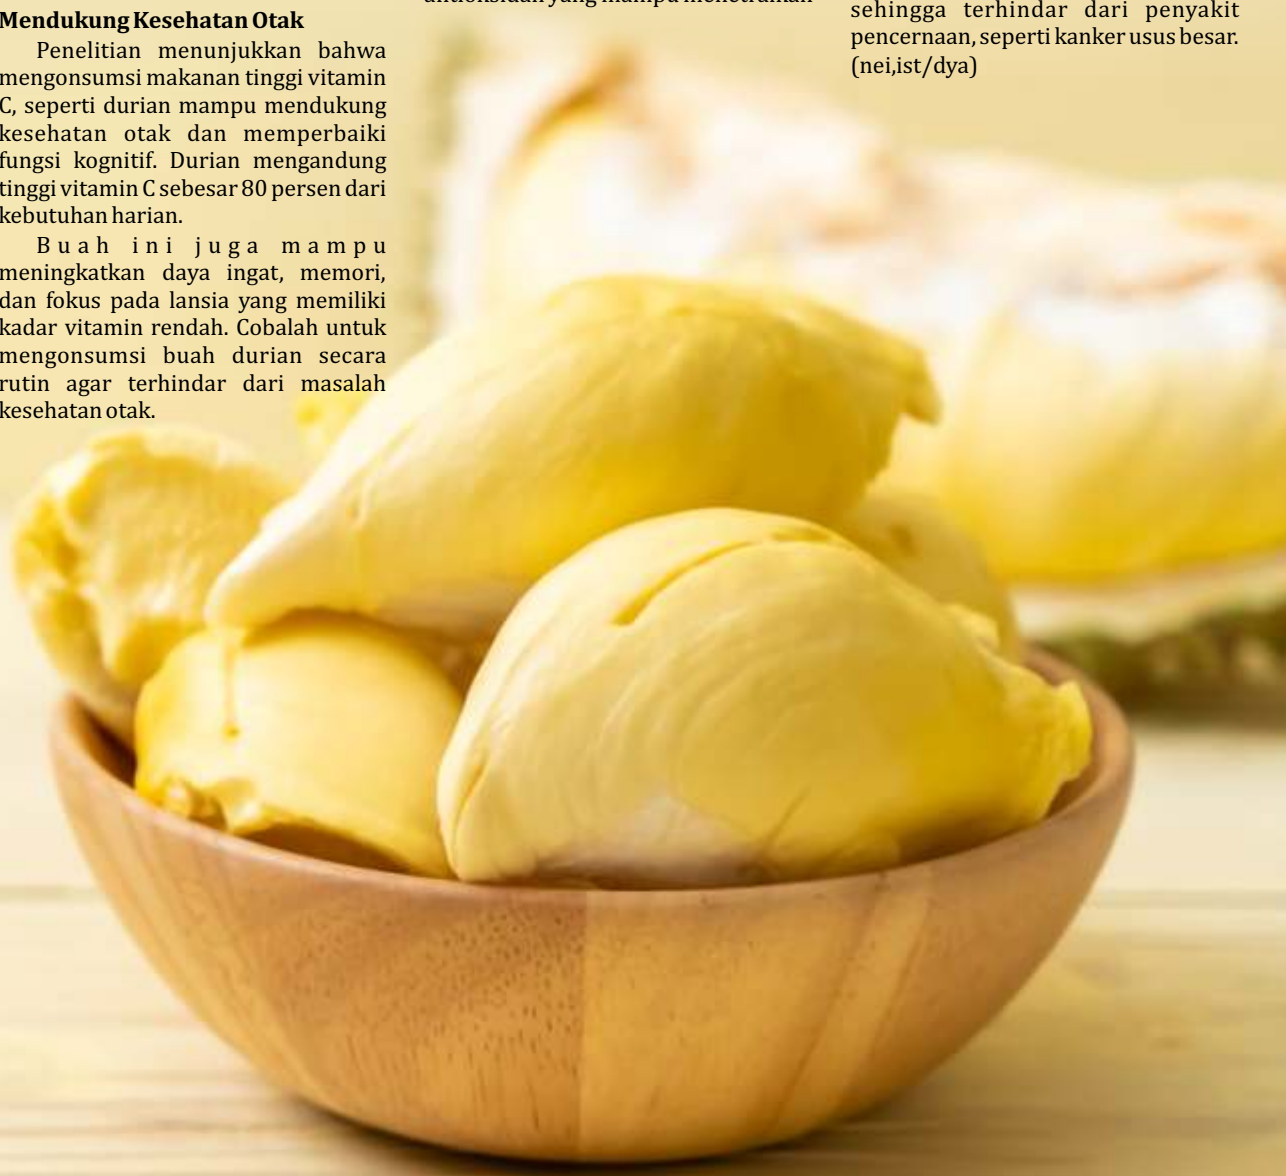 Mendukung Kesehatan Otak
Penelitian menunjukkan bahwa
mengonsumsi makanan tinggi vitamin
C, seperti durian mampu mendukung
kesehatan otak dan memperbaiki
fungsi kognitif. Durian mengandung
tinggi vitamin C sebesar 80 persen dari
kebutuhan harian.
Buah ini juga mampu
meningkatkan daya ingat, memori,
dan fokus pada lansia yang memiliki
kadar vitamin rendah. Cobalah untuk
mengonsumsi buah durian secara
rutin agar terhindar dari masalah
kesehatan otak.
antioksidan yang mampu menetralkan
sehingga terhindar dari penyakit
pencernaan, seperti kanker usus besar.
(nei,ist/dya)